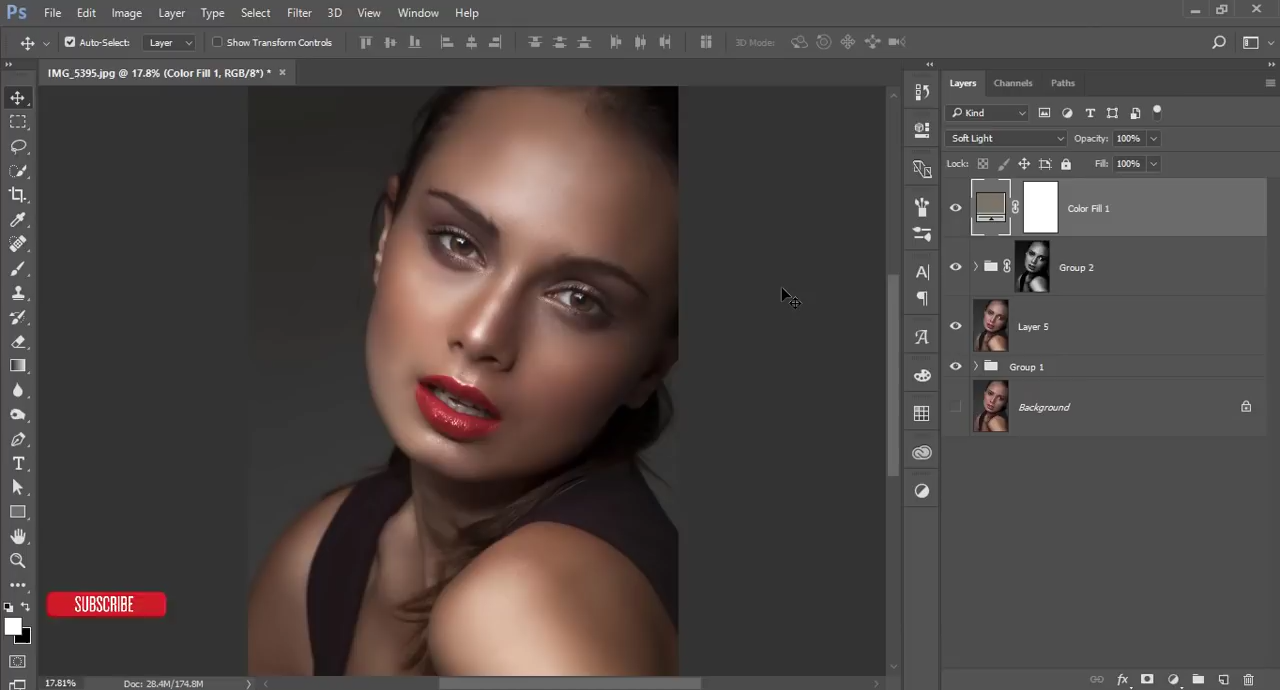 Ps File Edit Image Layer Type Select Filter 3D View Window Help
Auto-Select: Layer Show Transform Controls 3D Mode:
IMG_5395.jpg @ 17.8% (Color Fill 1, RGB/8*) * ×
Layers Channels Paths
Kind
Soft Light Opacity: 100%
Lock: Fill: 100%
Color Fill 1
Group 2
Layer 5
Group 1
Background
SUBSCRIBE
17.81% Doc: 28.4M/174.8M